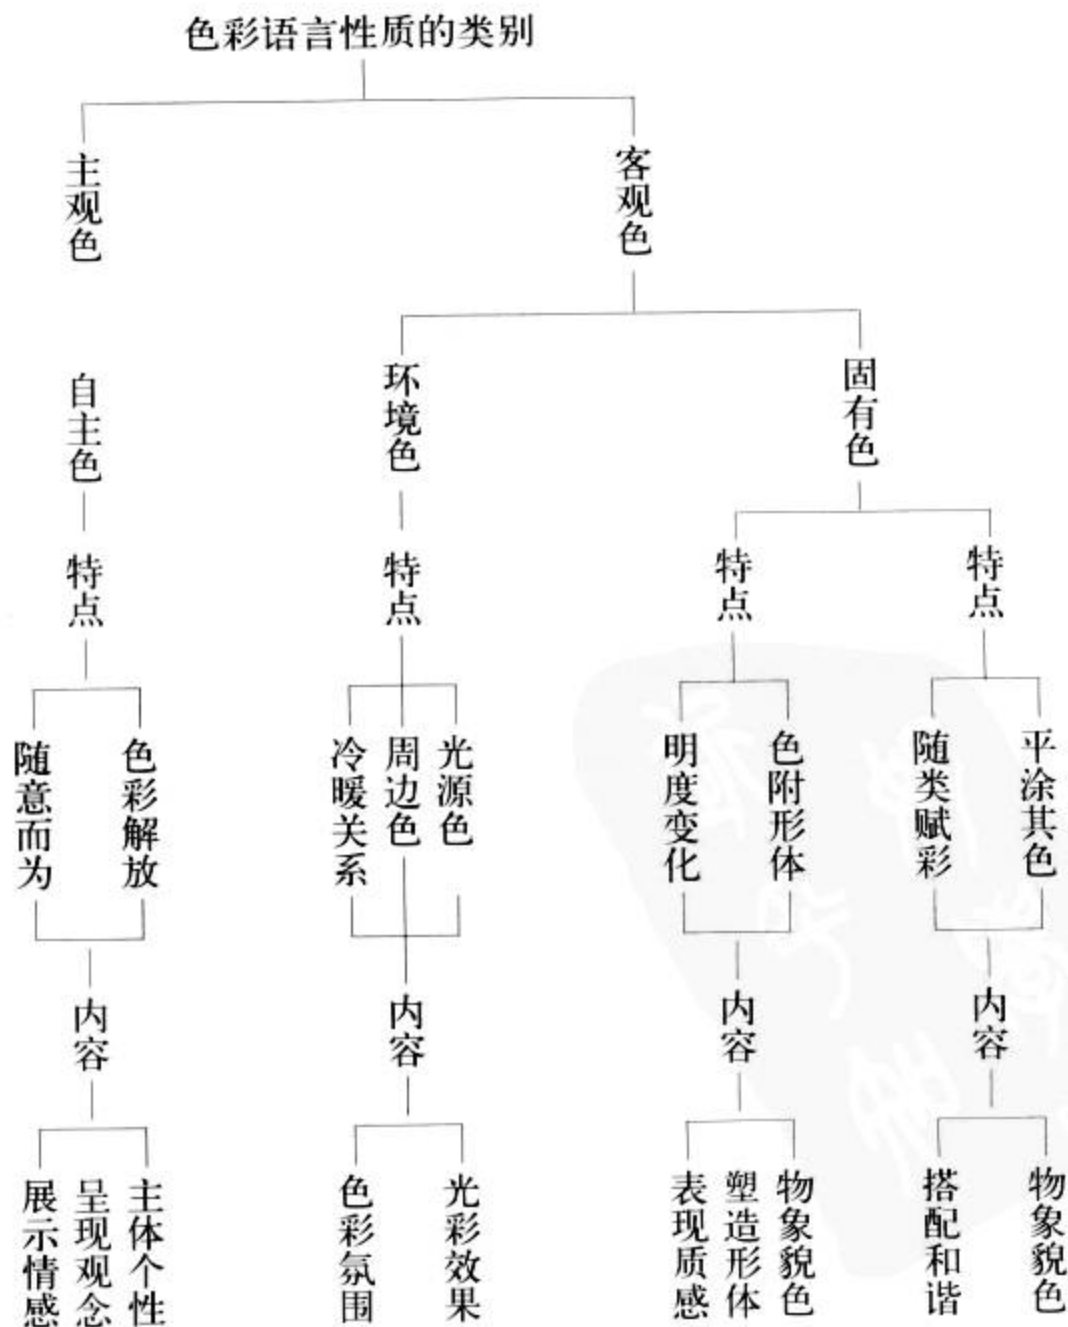 色彩语言性质的类别
主观色
客观色
自主色
环境色
固有色
特点
特点
特点
特点
随意而为
色彩解放
冷暖关系
周边色
光源色
明度变化
色附形体
随类赋彩
平涂其色
内容
内容
内容
内容
展示情感
呈现观念
主体个性
色彩氛围
光彩效果
表现质感
塑造形体
物象貌色
搭配和谐
物象貌色